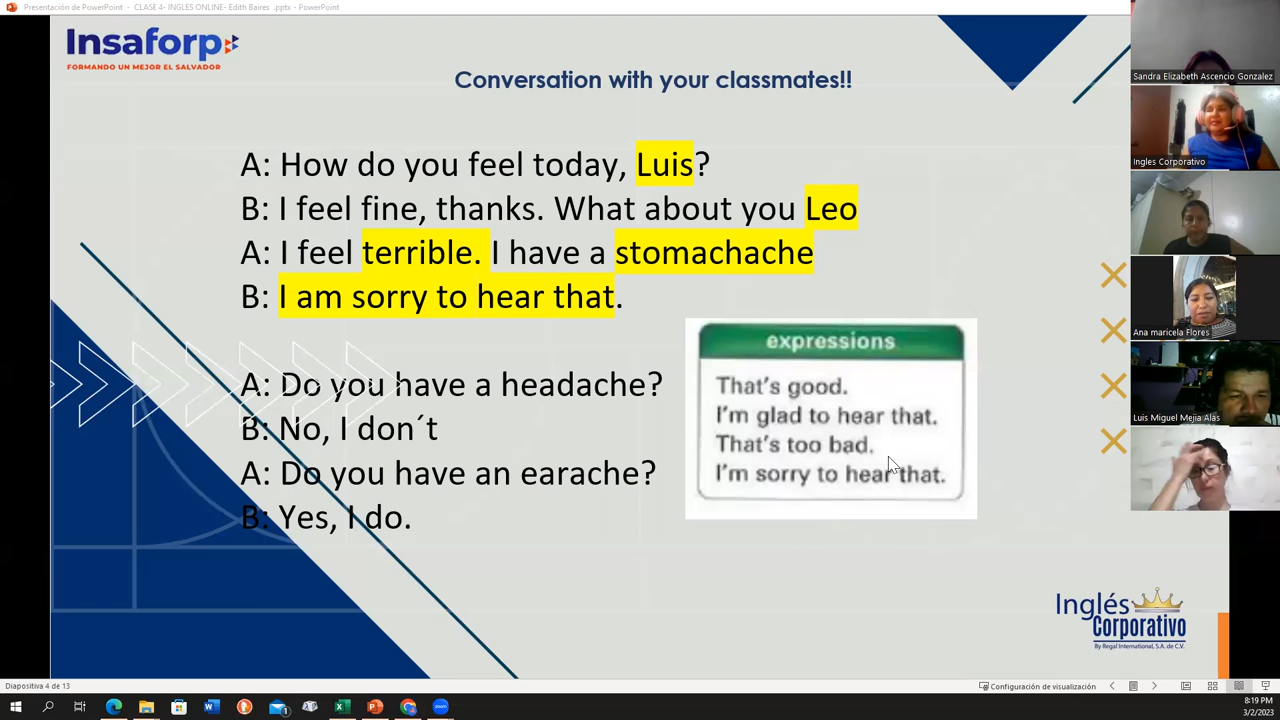 Presentación de PowerPoint - CLASE 4- INGLES ONLINE- Edith Baires .pptx - PowerPoint
Insaforp
FORMANDO UN MEJOR EL SALVADOR
Conversation with your classmates!!
A: How do you feel today, Luis?
B: I feel fine, thanks. What about you Leo
A: I feel terrible. I have a stomachache
B: I am sorry to hear that.
A: Do you have a headache?
B: No, I don´t
A: Do you have an earache?
B: Yes, I do.
expressions
That's good.
I'm glad to hear that.
That's too bad.
I'm sorry to hear that.
Inglés
Corporativo
By Regal International, S.A. de C.V.
Sandra Elizabeth Ascencio Gonzalez
Ingles Corporativo
Ana maricela Flores
Luis Miguel Mejia Alas
Diapositiva 4 de 13
Configuración de visualización
8:19 PM
3/2/2023